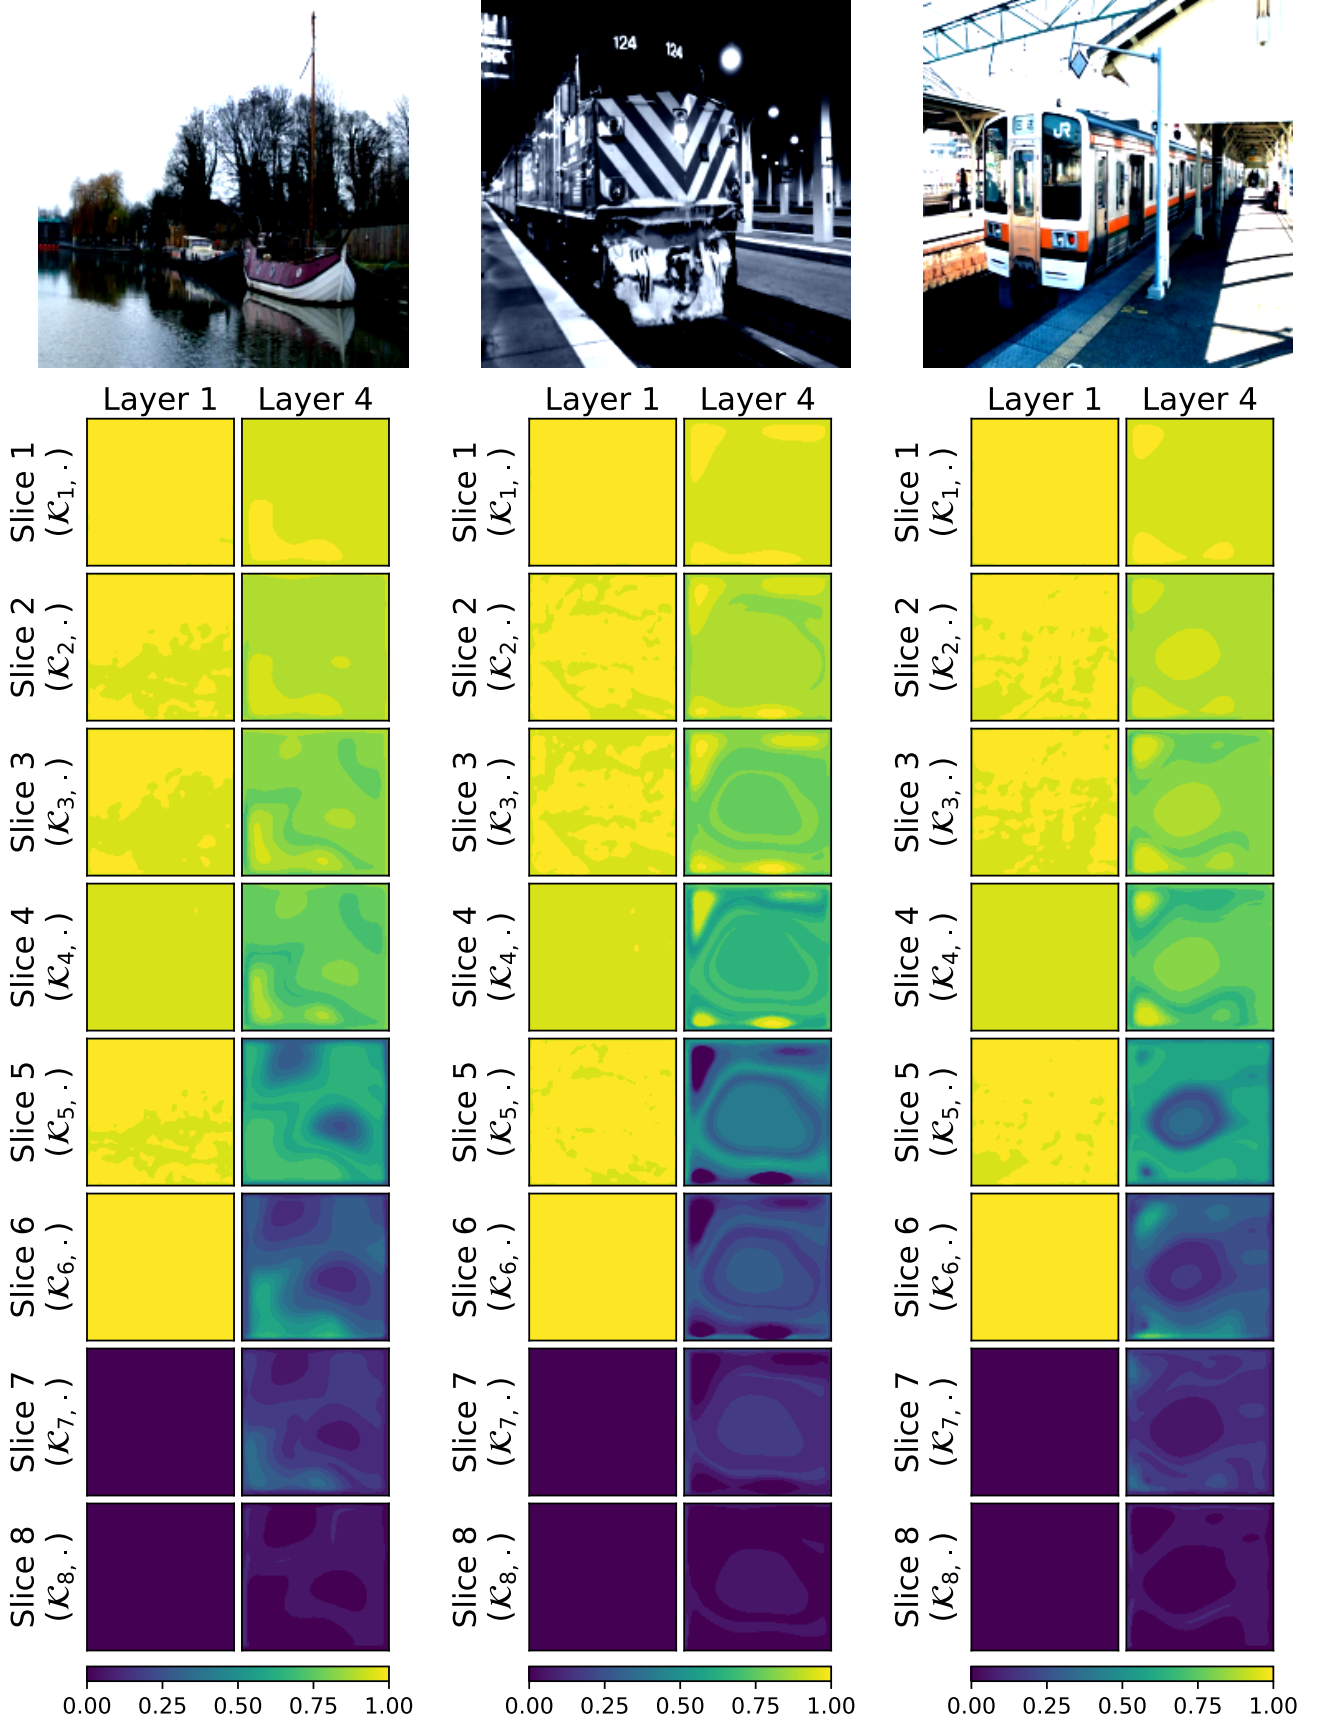 124 124
JR
Layer 1 Layer 4 Layer 1 Layer 4 Layer 1 Layer 4
Slice 1 (𝒦1, .) Slice 1 (𝒦1, .) Slice 1 (𝒦1, .)
Slice 2 (𝒦2, .) Slice 2 (𝒦2, .) Slice 2 (𝒦2, .)
Slice 3 (𝒦3, .) Slice 3 (𝒦3, .) Slice 3 (𝒦3, .)
Slice 4 (𝒦4, .) Slice 4 (𝒦4, .) Slice 4 (𝒦4, .)
Slice 5 (𝒦5, .) Slice 5 (𝒦5, .) Slice 5 (𝒦5, .)
Slice 6 (𝒦6, .) Slice 6 (𝒦6, .) Slice 6 (𝒦6, .)
Slice 7 (𝒦7, .) Slice 7 (𝒦7, .) Slice 7 (𝒦7, .)
Slice 8 (𝒦8, .) Slice 8 (𝒦8, .) Slice 8 (𝒦8, .)
0.00 0.25 0.50 0.75 1.00 0.00 0.25 0.50 0.75 1.00 0.00 0.25 0.50 0.75 1.00